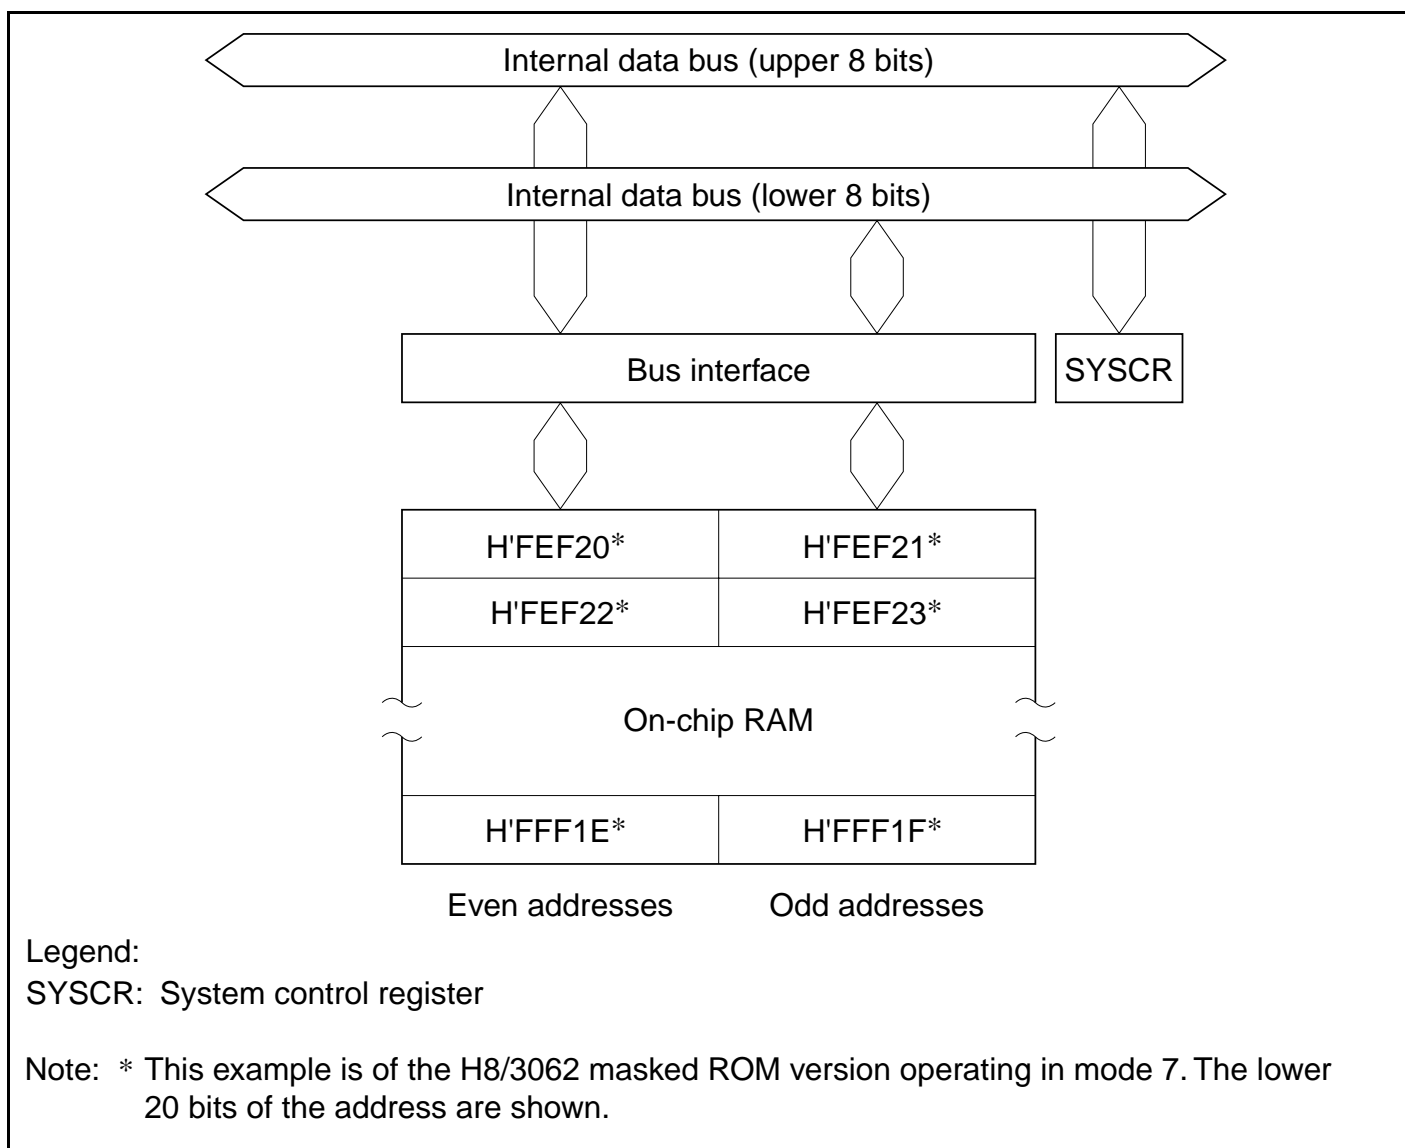 Internal data bus (upper 8 bits)
Internal data bus (lower 8 bits)
Bus interface
SYSCR
H'FEF20*
H'FEF21*
H'FEF22*
H'FEF23*
On-chip RAM
H'FFF1E*
H'FFF1F*
Even addresses
Odd addresses
Legend:
SYSCR: System control register
Note: * This example is of the H8/3062 masked ROM version operating in mode 7. The lower
20 bits of the address are shown.